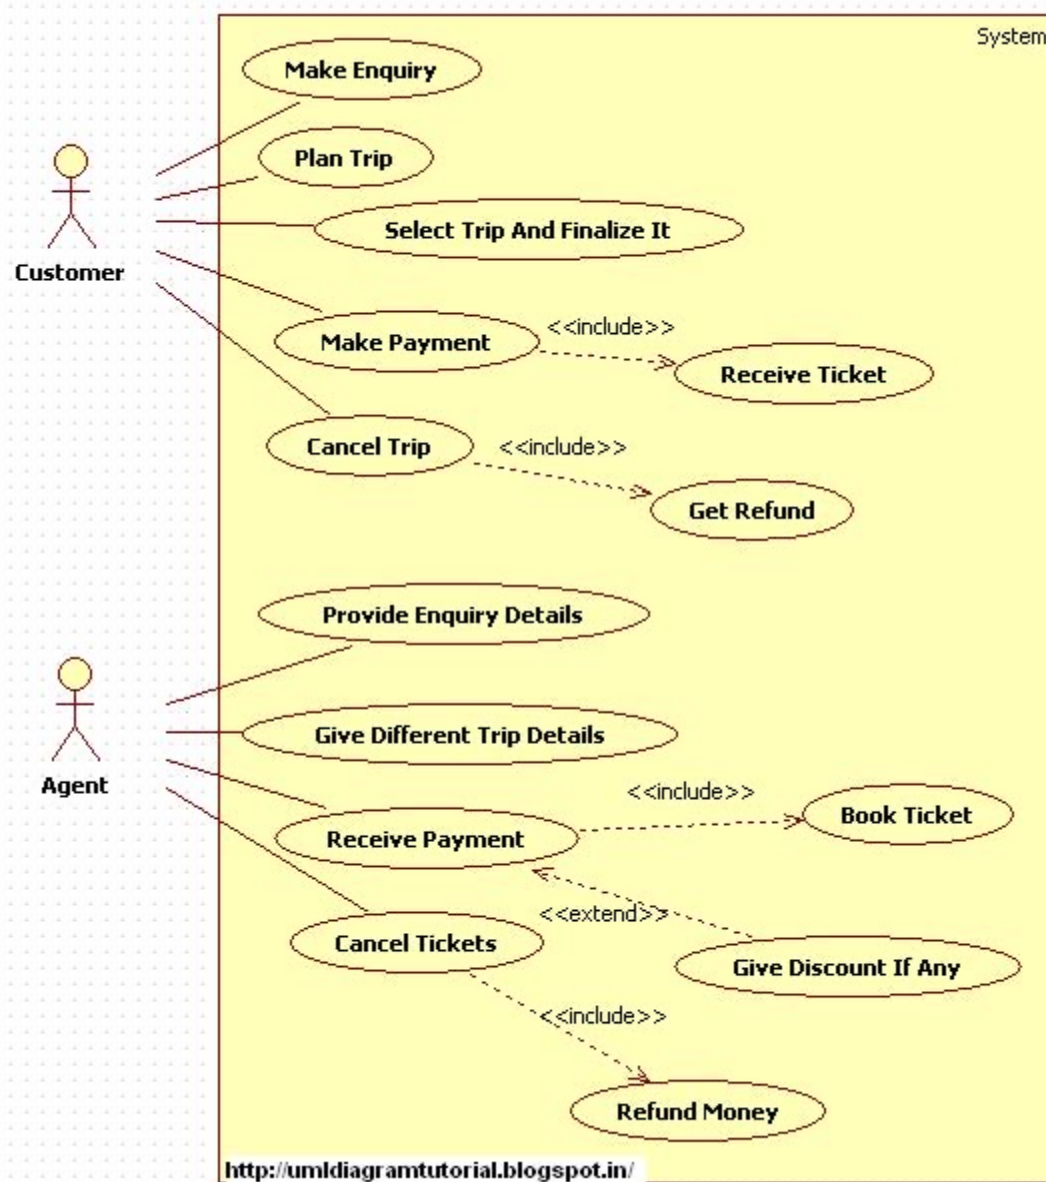 System
Make Enquiry
Plan Trip
Select Trip And Finalize It
Customer
Make Payment
<<include>>
Receive Ticket
Cancel Trip
<<include>>
Get Refund
Provide Enquiry Details
Give Different Trip Details
Agent
<<include>>
Book Ticket
Receive Payment
<<extend>>
Cancel Tickets
Give Discount If Any
<<include>>
Refund Money
http://umldiagramtutorial.blogspot.in/